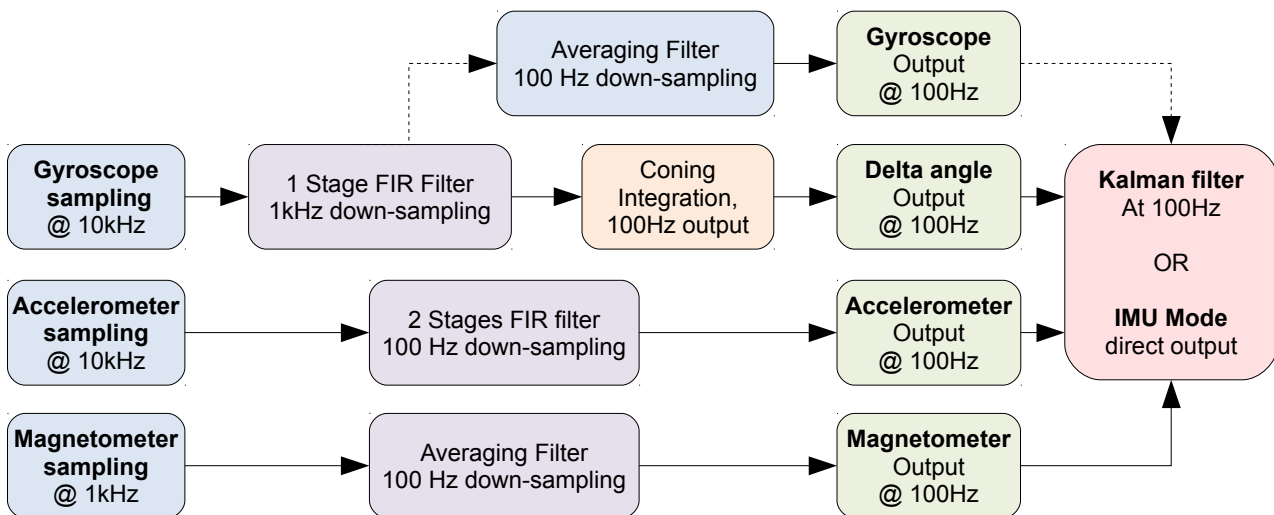 Averaging Filter
100 Hz down-sampling
Gyroscope
Output
@ 100Hz
Gyroscope
sampling
@ 10kHz
1 Stage FIR Filter
1kHz down-sampling
Coning
Integration,
100Hz output
Delta angle
Output
@ 100Hz
Kalman filter
At 100Hz
OR
IMU Mode
direct output
Accelerometer
sampling
@ 10kHz
2 Stages FIR filter
100 Hz down-sampling
Accelerometer
Output
@ 100Hz
Magnetometer
sampling
@ 1kHz
Averaging Filter
100 Hz down-sampling
Magnetometer
Output
@ 100Hz